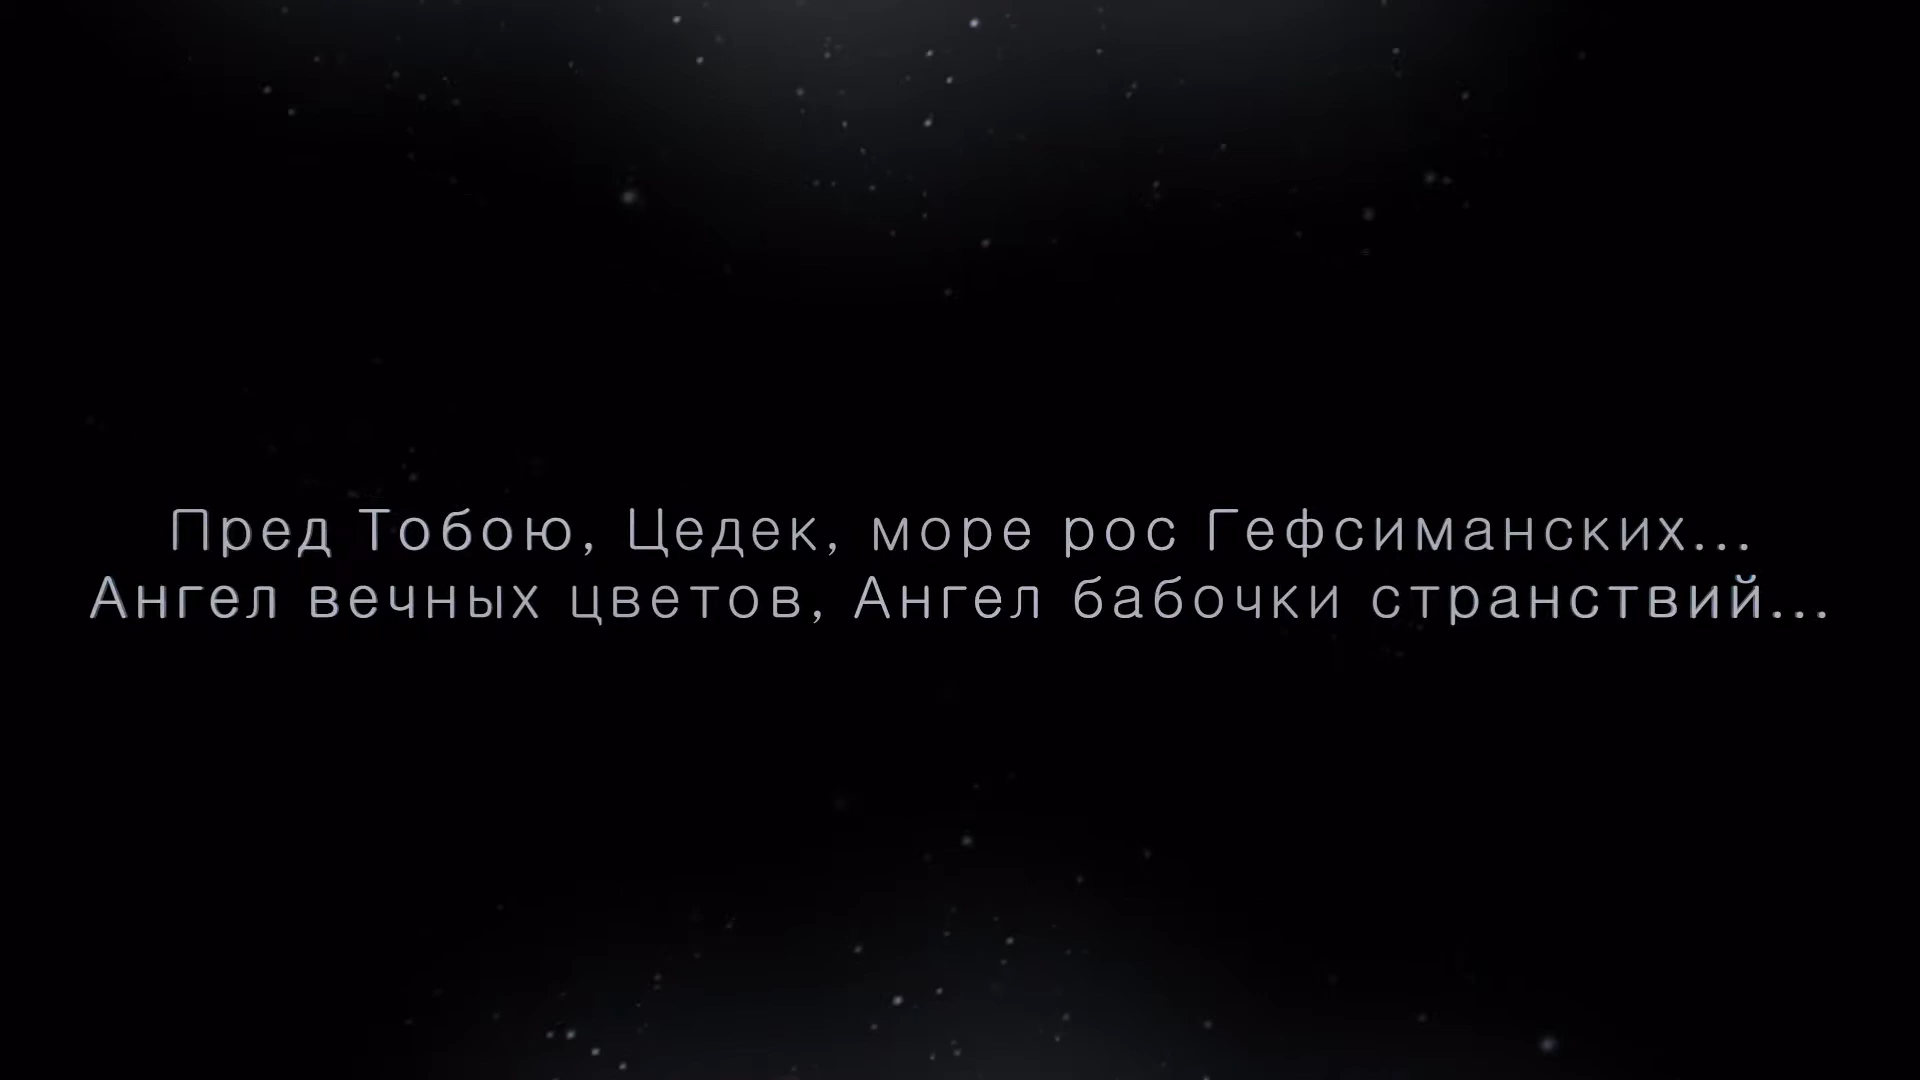 Пред Тобою, Цедек, море рос Гефсиманских...
Ангел вечных цветов, Ангел бабочки странствий...